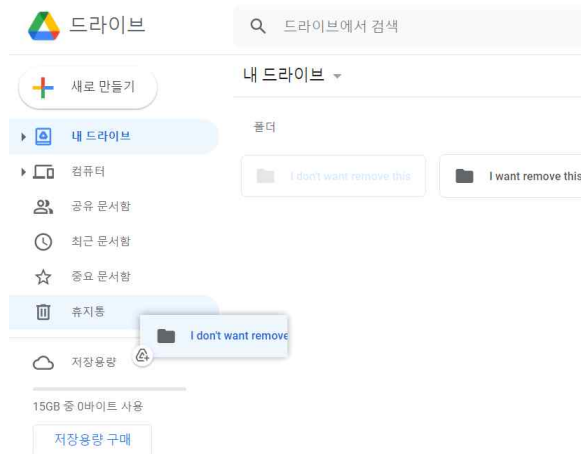 드라이브
드라이브에서 검색
새로 만들기
내 드라이브
내 드라이브
컴퓨터
공유 문서함
최근 문서함
중요 문서함
휴지통
저장용량
15GB 중 0바이트 사용
저장용량 구매
폴더
I don't want remove this
I want remove this
I don't want remove